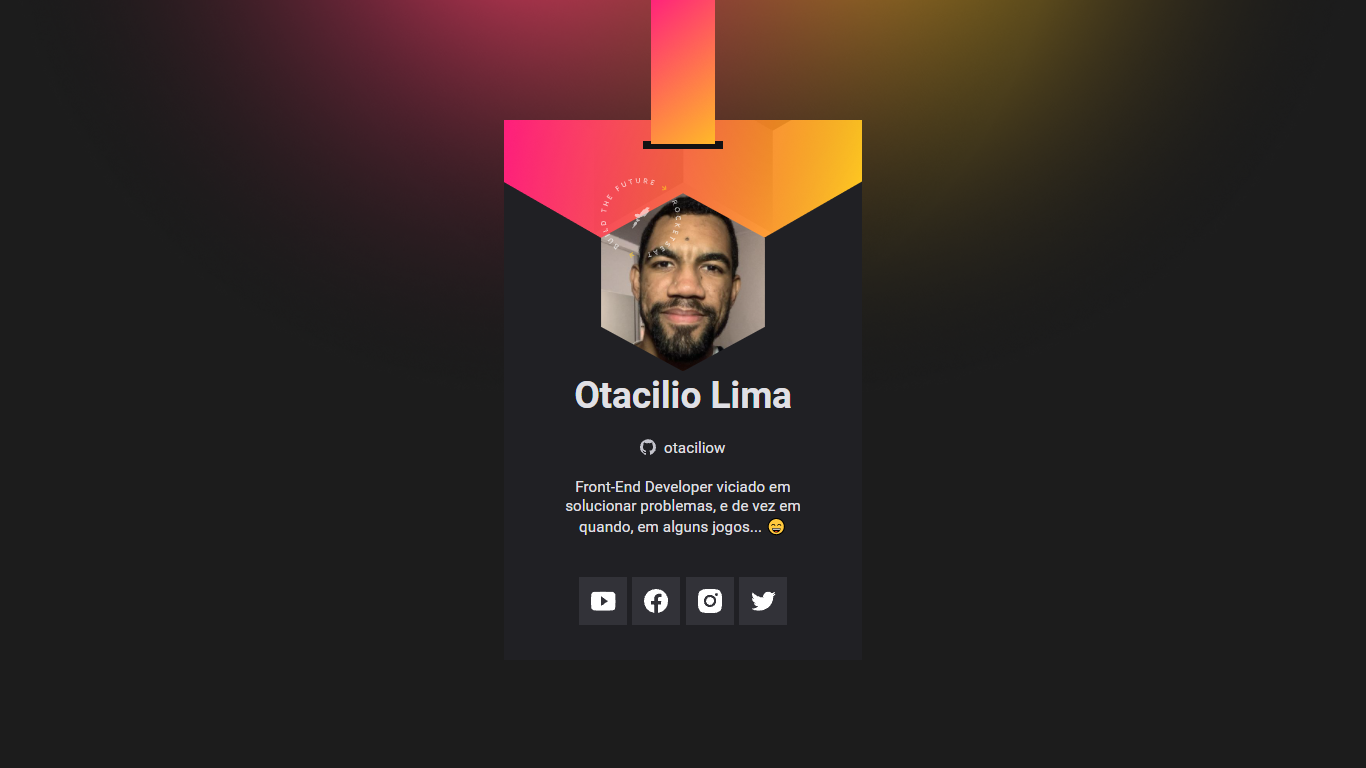 BUILD THE FUTURE
ROCKETSEAT
Otacilio Lima
otaciliow
Front-End Developer viciado em
solucionar problemas, e de vez em
quando, em alguns jogos... 😄